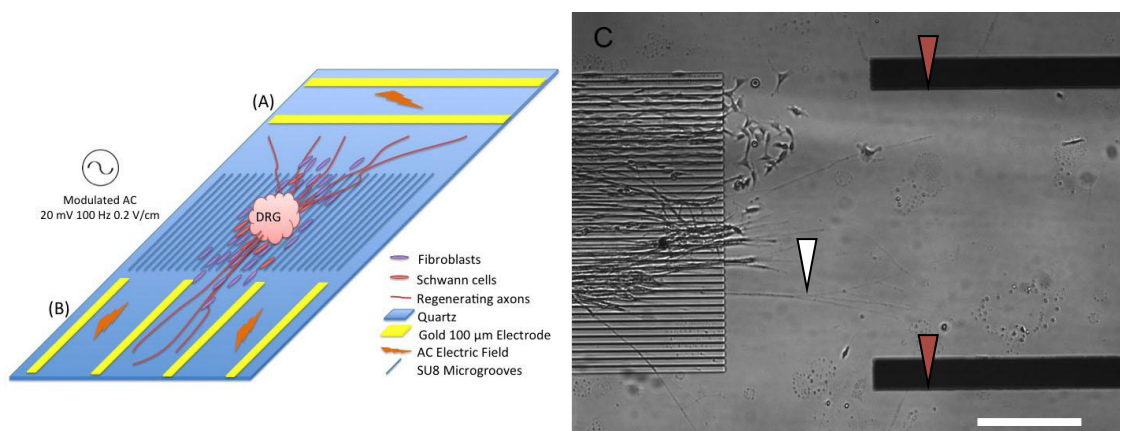 C
(A)
Modulated AC
20 mV 100 Hz 0.2 V/cm
DRG
(B)
Fibroblasts
Schwann cells
Regenerating axons
Quartz
Gold 100 μm Electrode
AC Electric Field
SU8 Microgrooves